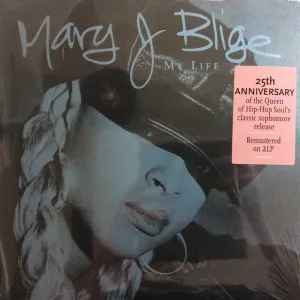 Mary J Blige
MY LIFE
25th
ANNIVERSARY
of the Queen
of Hip-Hop Soul's
classic sophomore
release
Remastered
on 2LP